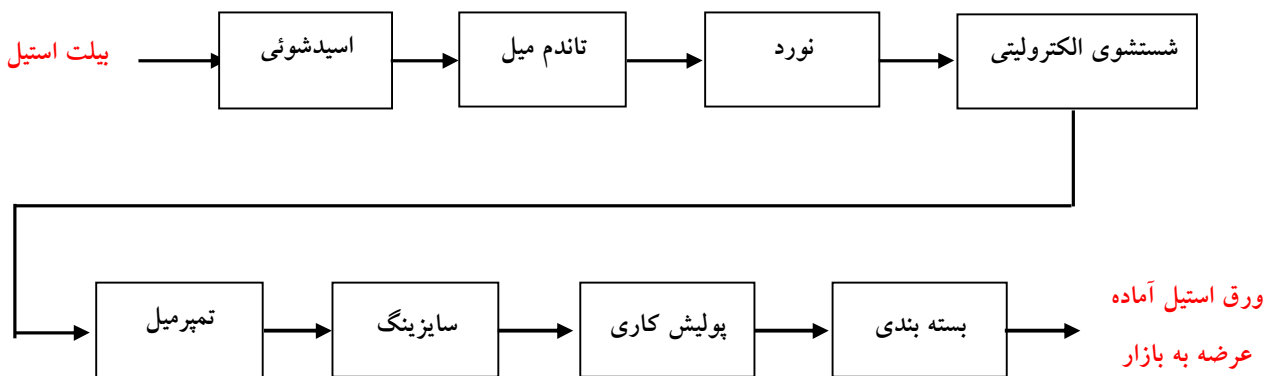 بیلت استیل
اسیدشوئی
تاندم میل
نورد
شستشوی الکترولیتی
تمپرمیل
سایزینگ
پولیش کاری
بسته بندی
ورق استیل آماده
عرضه به بازار